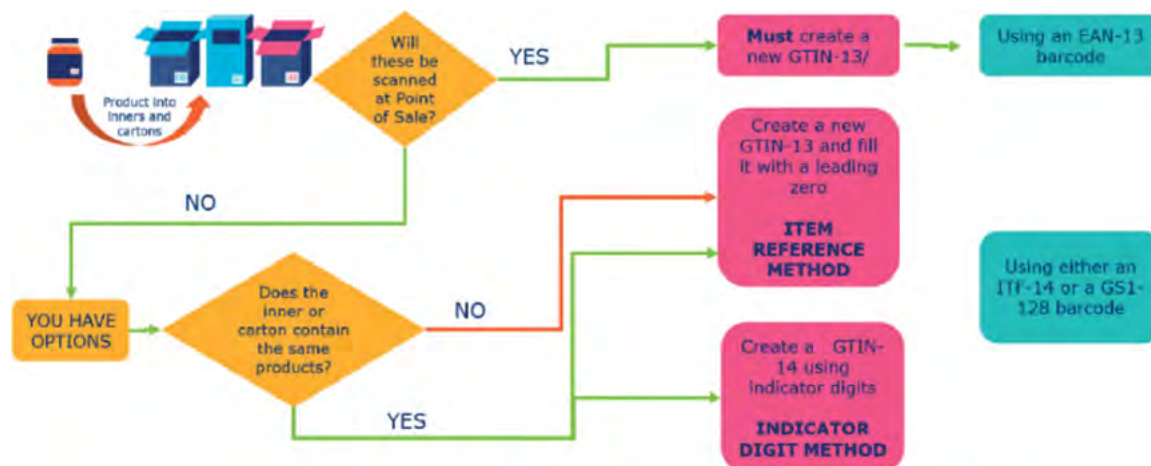 Product into
inners and
cartons
Will
these be
scanned
at Point
of Sale?
YES
Must create a
new GTIN-13/
Using an EAN-13
barcode
NO
Create a new
GTIN-13 and fill
it with a leading
zero
ITEM
REFERENCE
METHOD
YOU HAVE
OPTIONS
Does the
inner or
carton contain
the same
products?
NO
YES
Using either an
ITF-14 or a GS1-
128 barcode
Create a GTIN-
14 using
indicator digits
INDICATOR
DIGIT METHOD